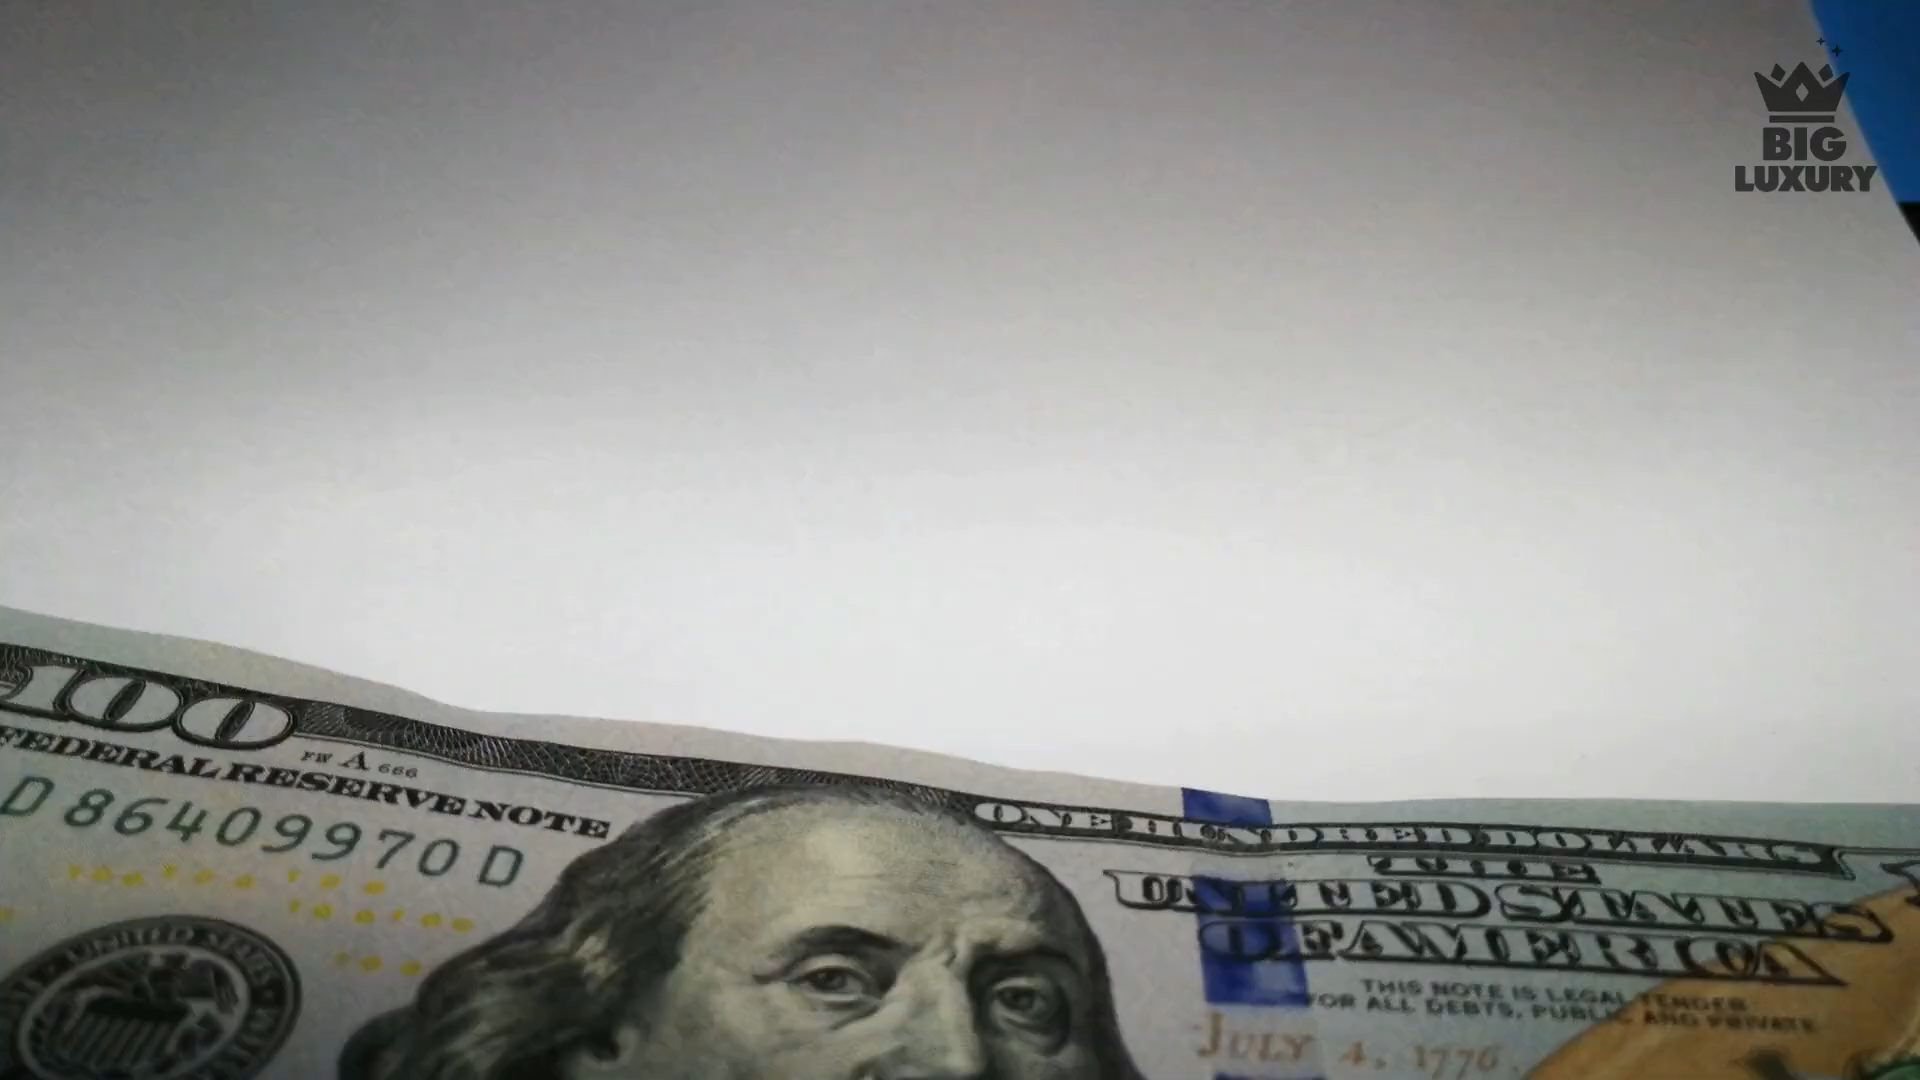 BIG
LUXURY
100
FW A 666
FEDERAL RESERVE NOTE
D 86409970 D
ONE HUNDRED DOLLARS
THE
UNITED STATES
OF AMERICA
THIS NOTE IS LEGAL TENDER
FOR ALL DEBTS, PUBLIC AND PRIVATE
JULY 4, 1776